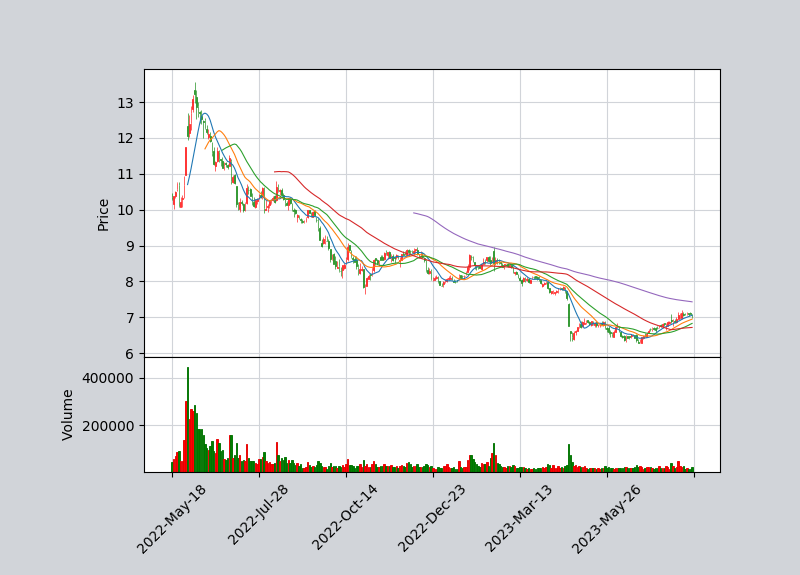 Price
13
12
11
10
9
8
7
6
Volume
400000
200000
2022-May-18
2022-Jul-28
2022-Oct-14
2022-Dec-23
2023-Mar-13
2023-May-26